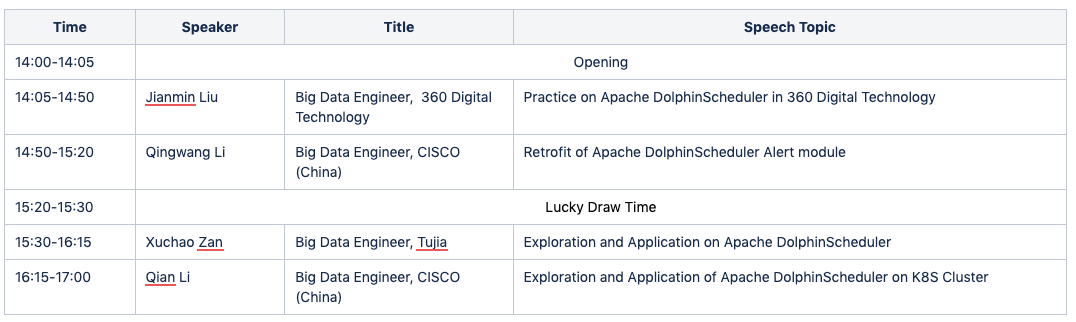 Time Speaker Title Speech Topic
14:00-14:05 Opening
14:05-14:50 Jianmin Liu Big Data Engineer, 360 Digital Practice on Apache DolphinScheduler in 360 Digital Technology
Technology
14:50-15:20 Qingwang Li Big Data Engineer, CISCO Retrofit of Apache DolphinScheduler Alert module
(China)
15:20-15:30 Lucky Draw Time
15:30-16:15 Xuchao Zan Big Data Engineer, Tujia Exploration and Application on Apache DolphinScheduler
16:15-17:00 Qian Li Big Data Engineer, CISCO Exploration and Application of Apache DolphinScheduler on K8S Cluster
(China)